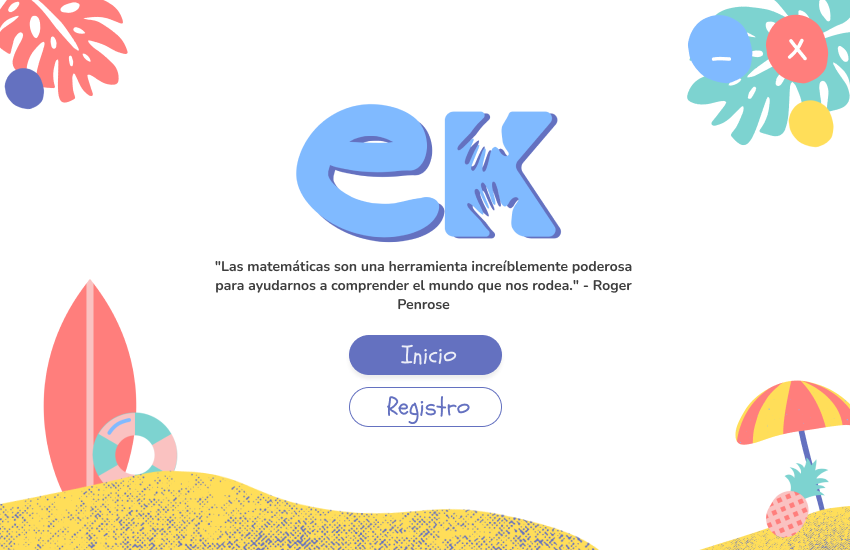 ek
"Las matemáticas son una herramienta increíblemente poderosa
para ayudarnos a comprender el mundo que nos rodea." - Roger
Penrose
Inicio
Registro